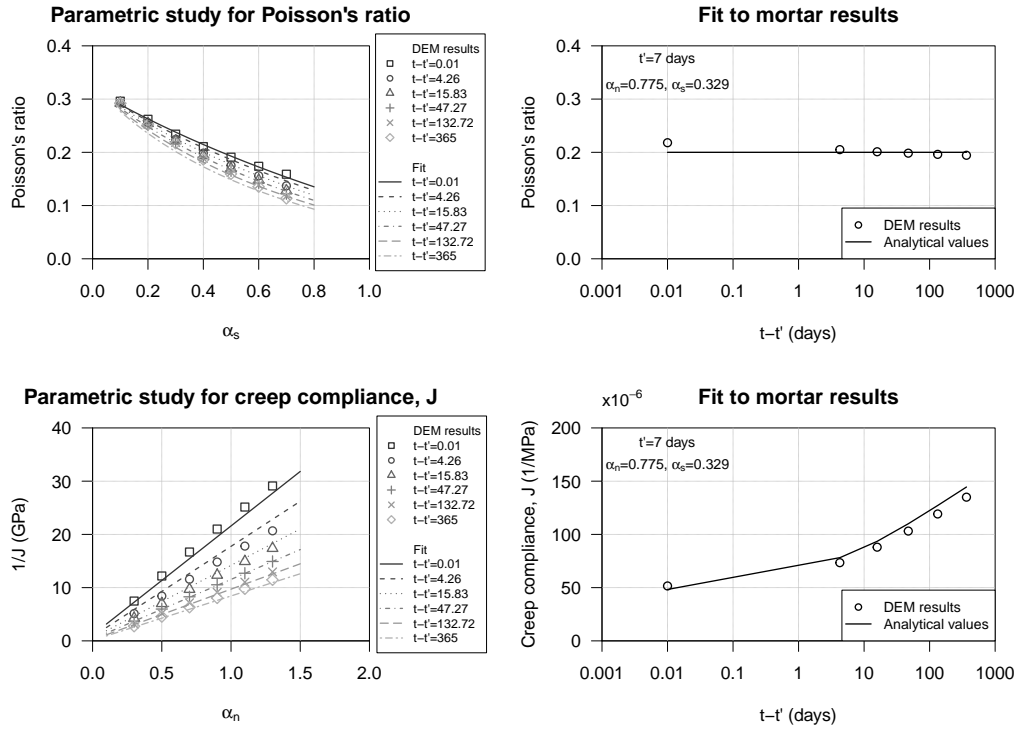 Parametric study for Poisson's ratio
Poisson's ratio
0.4
0.3
0.2
0.1
0.0
0.0 0.2 0.4 0.6 0.8 1.0
αs
DEM results
t−t'=0.01
t−t'=4.26
t−t'=15.83
t−t'=47.27
t−t'=132.72
t−t'=365
Fit
t−t'=0.01
t−t'=4.26
t−t'=15.83
t−t'=47.27
t−t'=132.72
t−t'=365
Fit to mortar results
Poisson's ratio
0.4
0.3
0.2
0.1
0.0
t'=7 days
αn=0.775, αs=0.329
DEM results
Analytical values
0.001 0.01 0.1 1 10 100 1000
t−t' (days)
Parametric study for creep compliance, J
1/J (GPa)
40
30
20
10
0
0.0 0.5 1.0 1.5 2.0
αn
DEM results
t−t'=0.01
t−t'=4.26
t−t'=15.83
t−t'=47.27
t−t'=132.72
t−t'=365
Fit
t−t'=0.01
t−t'=4.26
t−t'=15.83
t−t'=47.27
t−t'=132.72
t−t'=365
x10−6
Fit to mortar results
Creep compliance, J (1/MPa)
200
150
100
50
0
t'=7 days
αn=0.775, αs=0.329
DEM results
Analytical values
0.001 0.01 0.1 1 10 100 1000
t−t' (days)